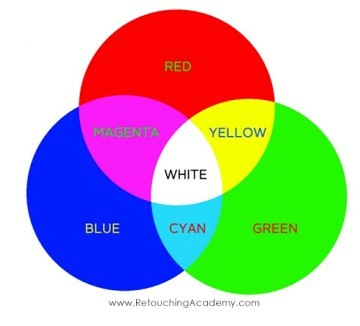 RED
MAGENTA YELLOW
WHITE
BLUE CYAN GREEN
www.RetouchingAcademy.com